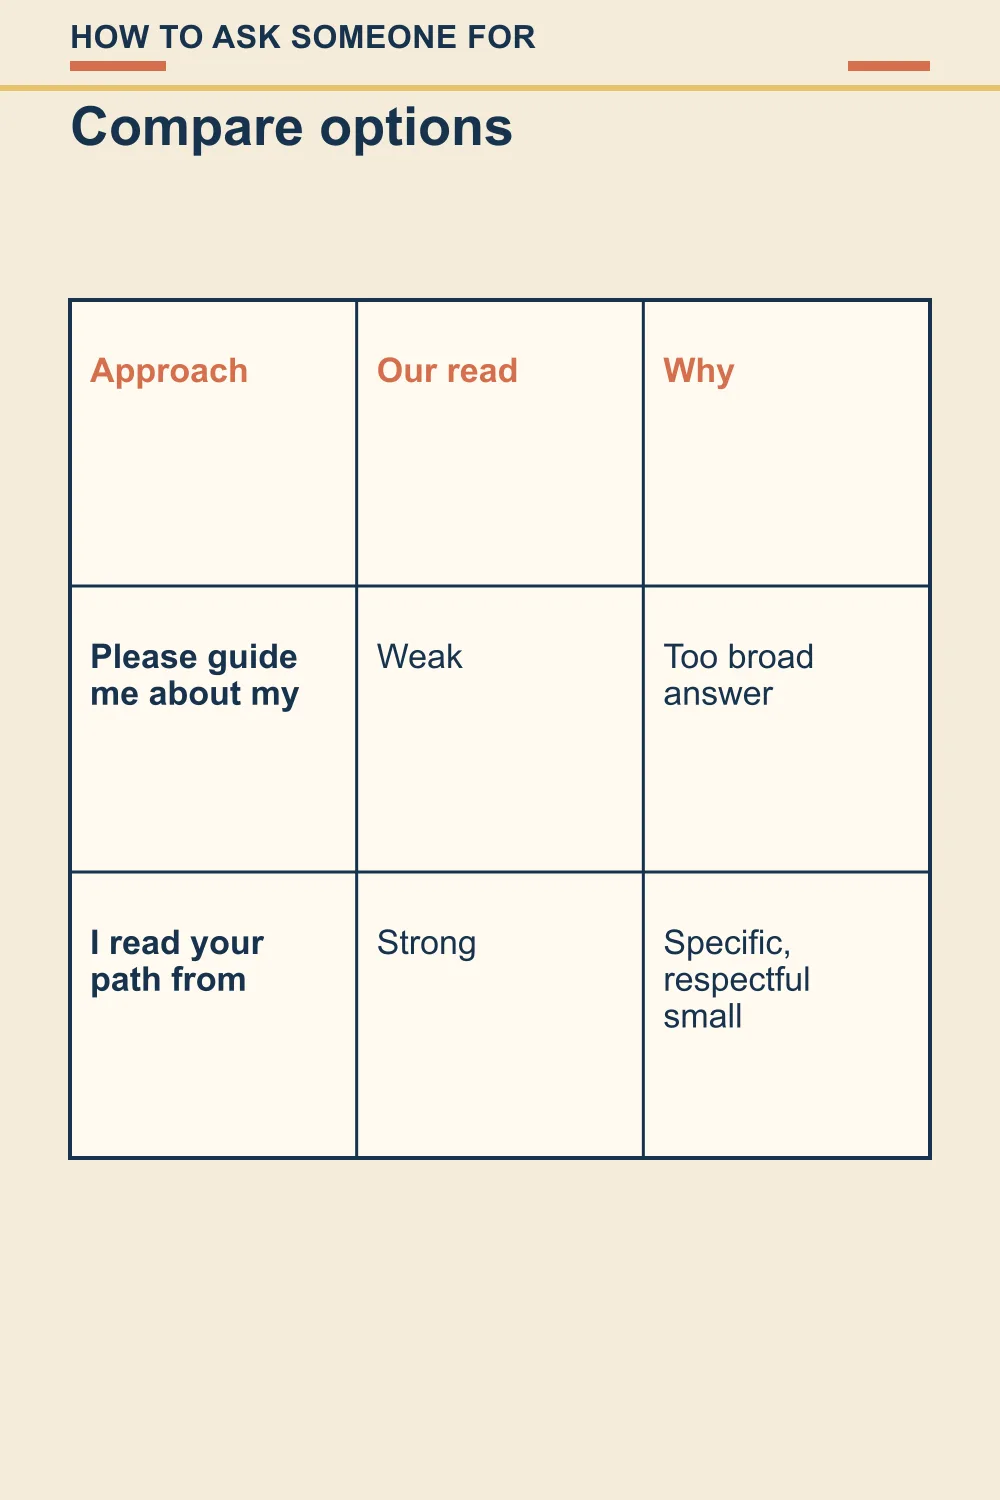 HOW TO ASK SOMEONE FOR
Compare options
Approach
Our read
Why
Please guide
me about my
Weak
Too broad
answer
I read your
path from
Strong
Specific,
respectful
small